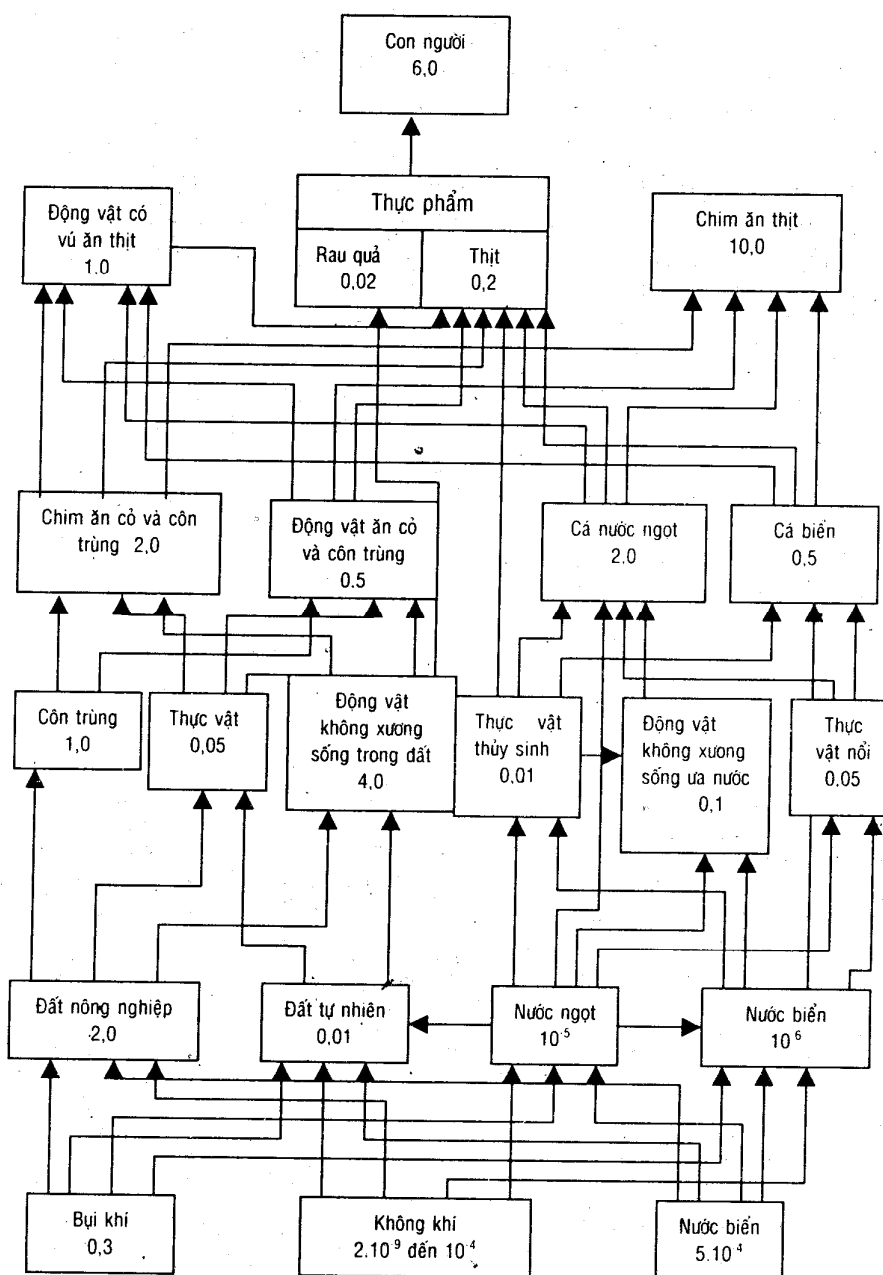 Con người
6,0
Động vật có
vú ăn thịt
1.0
Thực phẩm
Rau quả
0,02
Thịt
0,2
Chim ăn thịt
10,0
Chim ăn cỏ và côn
trùng 2,0
Động vật ăn cỏ
và côn trùng
0.5
Cá nước ngọt
2,0
Cá biển
0,5
Côn trùng
1,0
Thực vật
0,05
Động vật
không xương
sống trong đất
4,0
Thực vật
thủy sinh
0,01
Động vật
không xương
sống ưa nước
0,1
Thực
vật nổi
0,05
Đất nông nghiệp
2,0
Đất tự nhiên
0,01
Nước ngọt
10⁻⁵
Nước biển
10⁶
Bụi khí
0,3
Không khí
2.10⁻⁹ đến 10⁻⁴
Nước biển
5.10⁻⁴